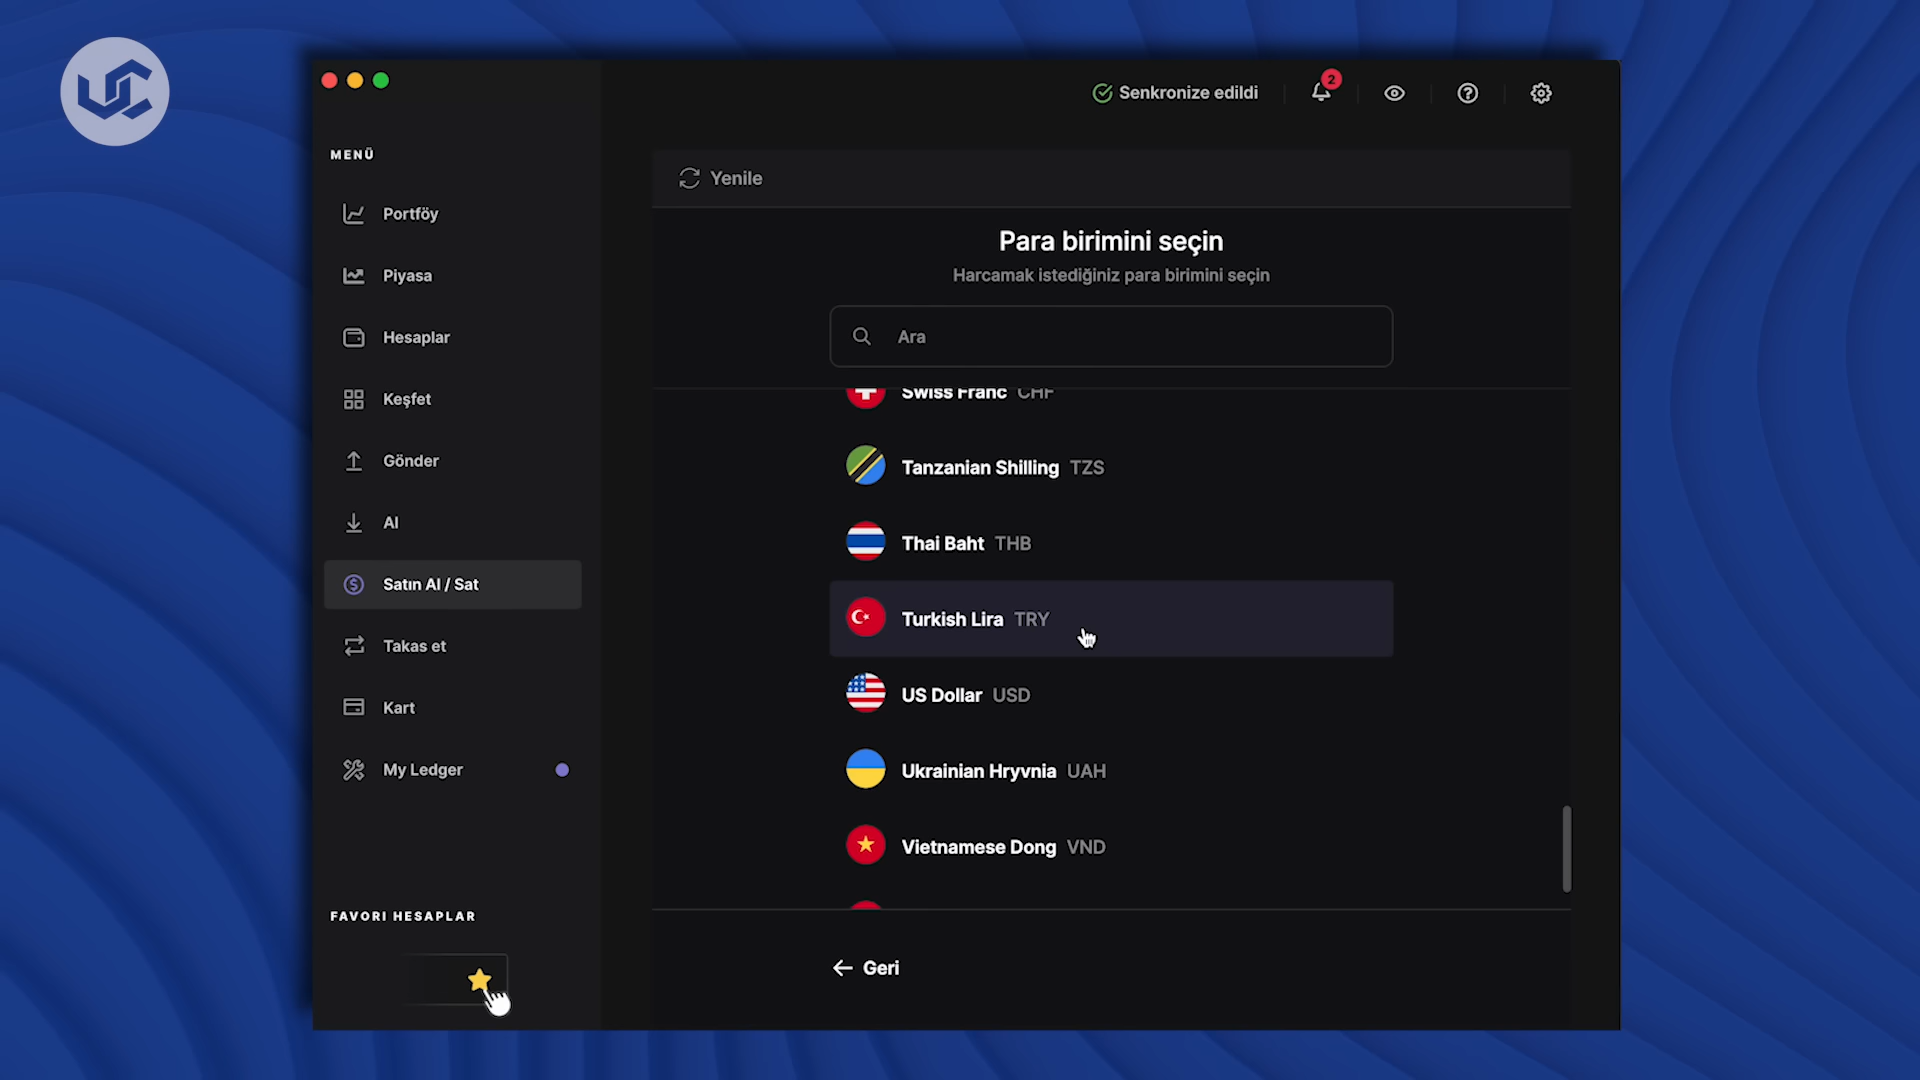 Senkronize edildi
2
MENÜ
Portföy
Piyasa
Hesaplar
Keşfet
Gönder
Al
Satın Al / Sat
Takas et
Kart
My Ledger
FAVORI HESAPLAR
Yenile
Para birimini seçin
Harcamak istediğiniz para birimini seçin
Ara
Swiss Franc CHF
Tanzanian Shilling TZS
Thai Baht THB
Turkish Lira TRY
US Dollar USD
Ukrainian Hryvnia UAH
Vietnamese Dong VND
Geri